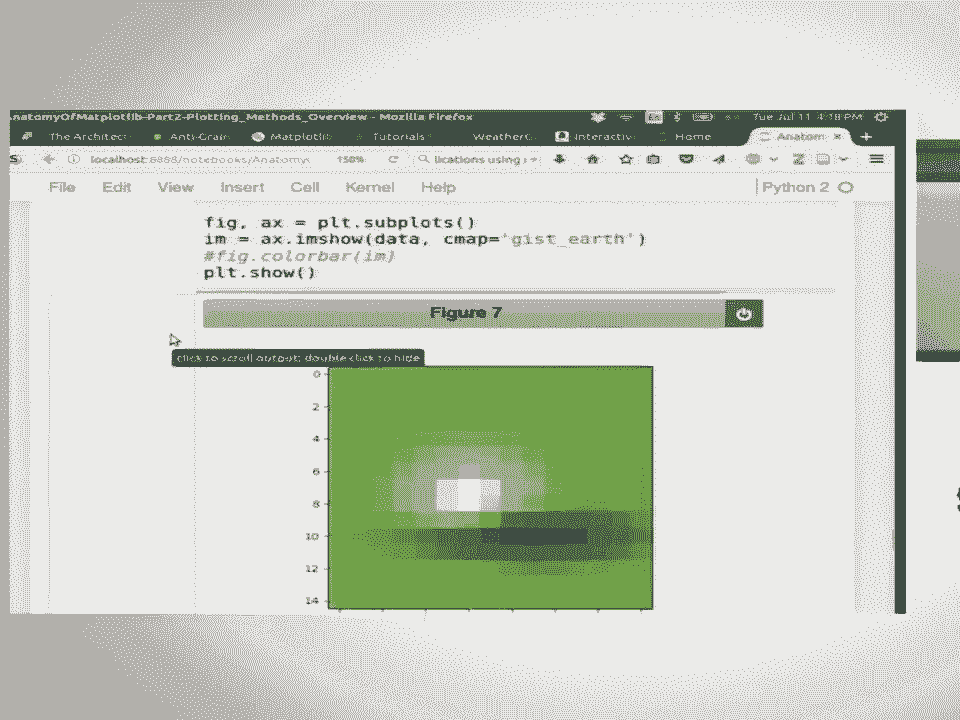 AnatomyOfMatplotlib-Part2-Plotting_Methods_Overview - Mozilla Firefox
Tue Jul 11 4:18 PM
The Architect Anti-Grain Matplotlib Tutorials WeatherC Interactiv Home Anatom
localhost:8888/notebooks/Anatomy 150% lications using
File Edit View Insert Cell Kernel Help Python 2
fig, ax = plt.subplots()
im = ax.imshow(data, cmap='gist_earth')
#fig.colorbar(im)
plt.show()
Figure 7
click to scroll output; double click to hide
0
2
4
6
8
10
12
14